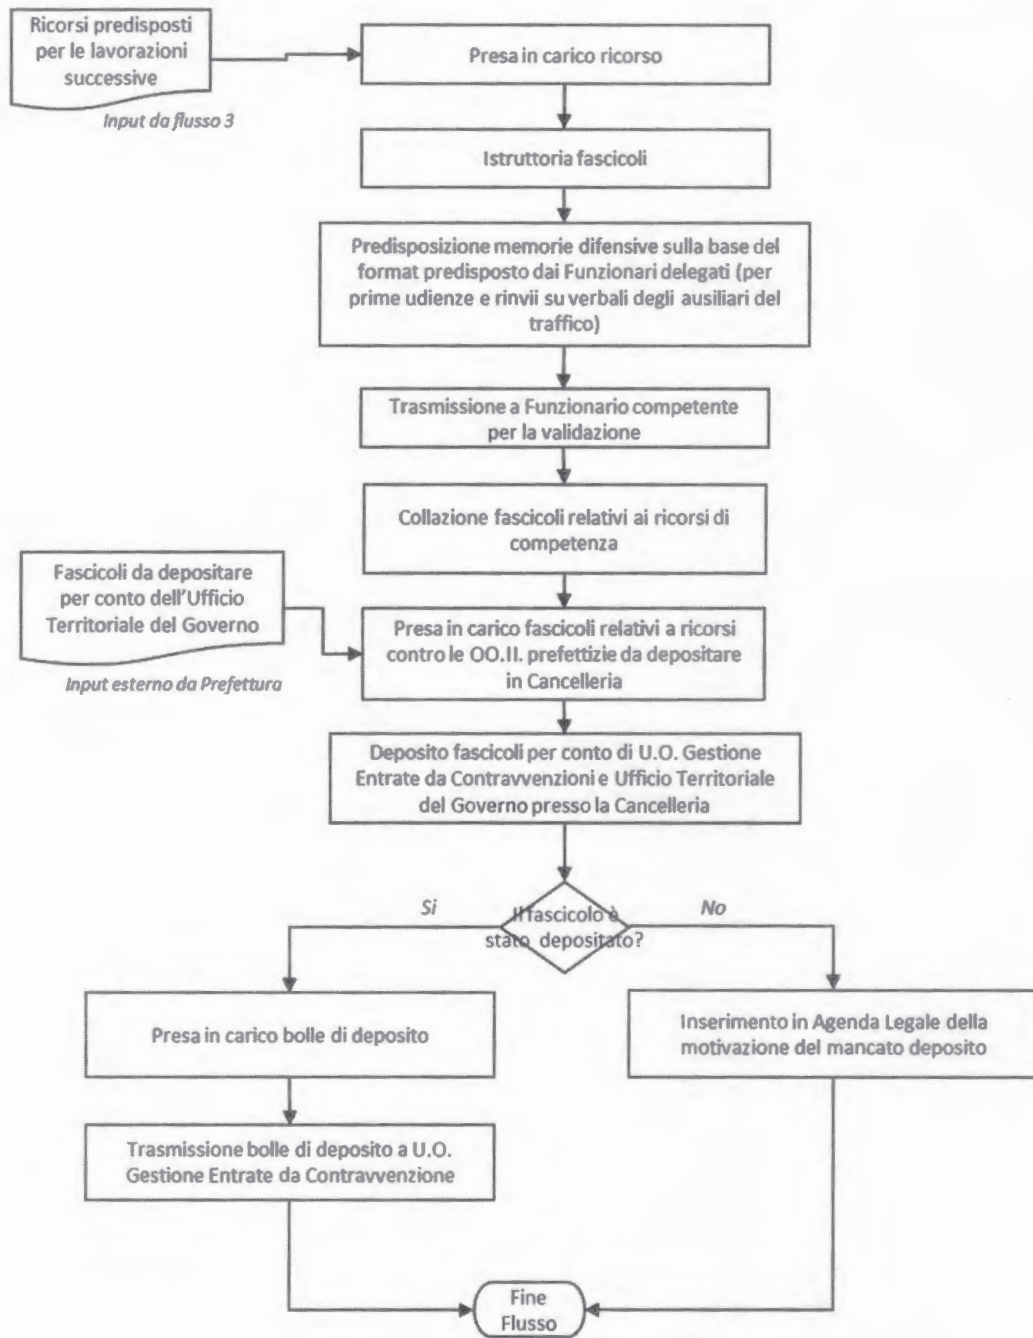 Ricorsi predisposti
per le lavorazioni
successive
Input da flusso 3
Presa in carico ricorso
Istruttoria fascicoli
Predisposizione memorie difensive sulla base del
format predisposto dai Funzionari delegati (per
prime udienze e rinvii su verbali degli ausiliari del
traffico)
Trasmissione a Funzionario competente
per la validazione
Collazione fascicoli relativi ai ricorsi di
competenza
Fascicoli da depositare
per conto dell'Ufficio
Territoriale del Governo
Input esterno da Prefettura
Presa in carico fascicoli relativi a ricorsi
contro le OO.II. prefettizie da depositare
in Cancelleria
Deposito fascicoli per conto di U.O. Gestione
Entrate da Contravvenzioni e Ufficio Territoriale
del Governo presso la Cancelleria
Il fascicolo è
stato depositato?
Si
No
Presa in carico bolle di deposito
Inserimento in Agenda Legale della
motivazione del mancato deposito
Trasmissione bolle di deposito a U.O.
Gestione Entrate da Contravvenzione
Fine
Flusso